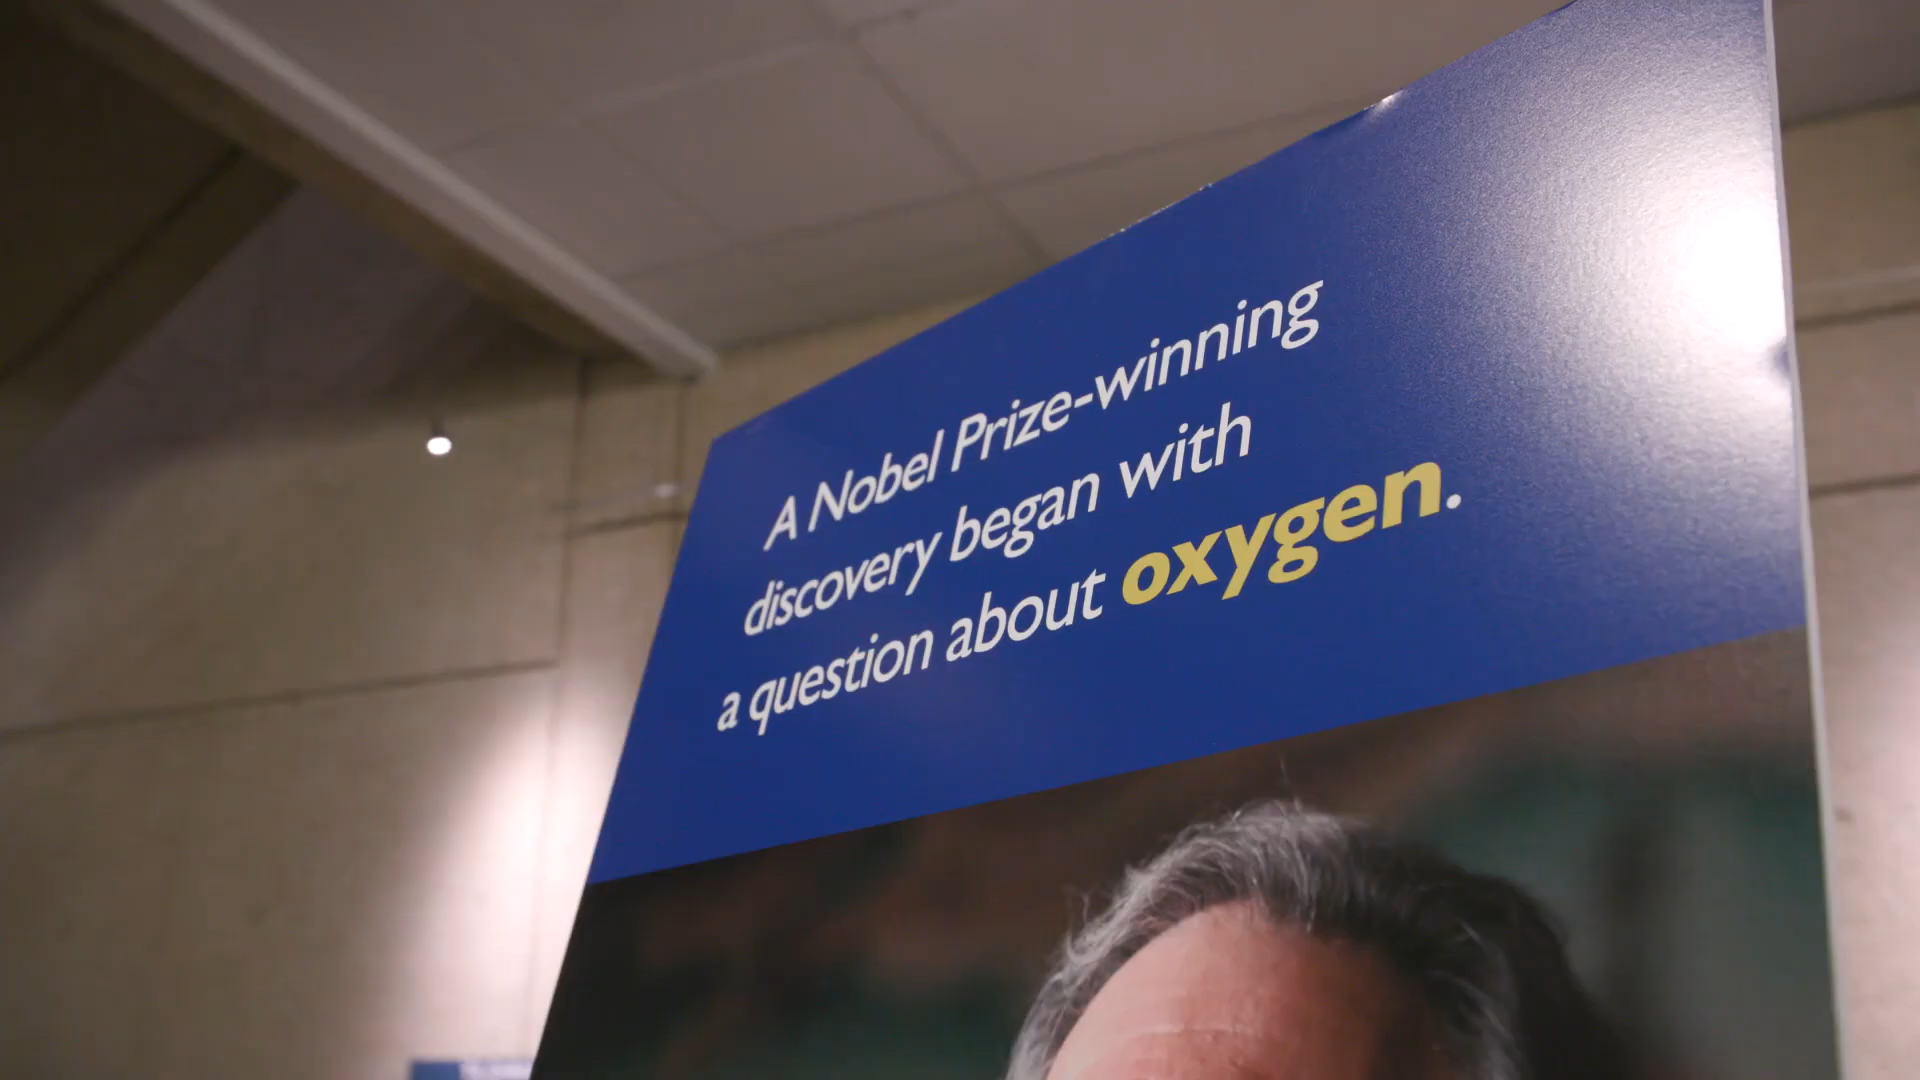 A Nobel Prize-winning
discovery began with
a question about oxygen.